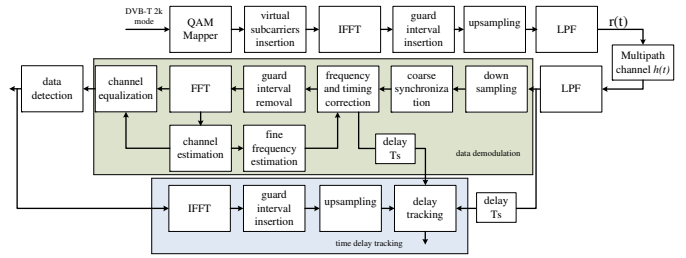 DVB-T 2k
mode
QAM
Mapper
virtual
subcarriers
insertion
IFFT
guard
interval
insertion
upsampling
LPF
r(t)
Multipath
channel h(t)
data
detection
channel
equalization
FFT
guard
interval
removal
frequency
and timing
correction
coarse
synchroniza
tion
down
sampling
LPF
channel
estimation
fine
frequency
estimation
delay
Ts
data demodulation
IFFT
guard
interval
insertion
upsampling
delay
tracking
delay
Ts
time delay tracking